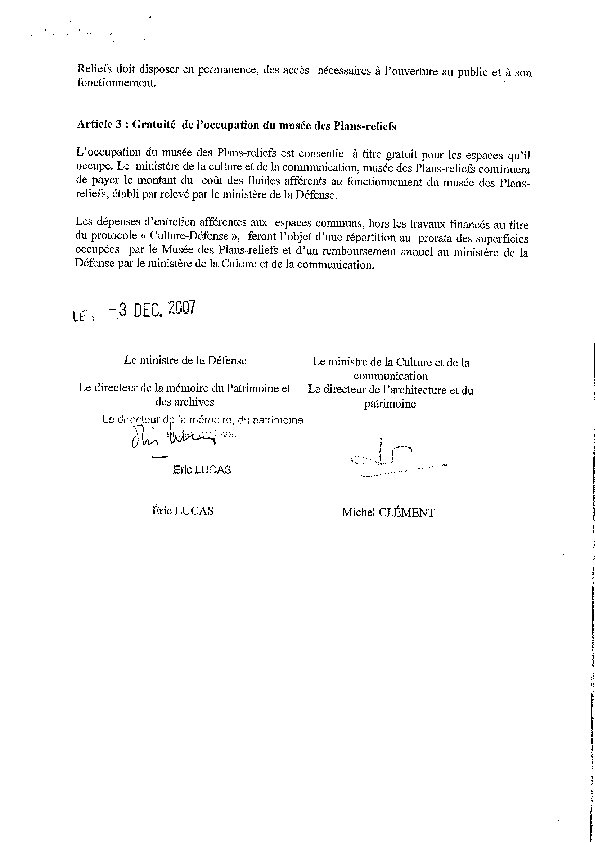 Reliefs doit disposer en permanence, des accès nécessaires à l'ouverture au public et à son
fonctionnement.
Article 3 : Gratuité de l'occupation du musée des Plans-reliefs
L'occupation du musée des Plans-reliefs est consentie à titre gratuit pour les espaces qu'il
occupe. Le ministère de la culture et de la communication, musée des Plans-reliefs continuera
de payer le montant du coût des fluides afférents au fonctionnement du musée des Plans-
reliefs, établi par relevé par le ministère de la Défense.
Les dépenses d'entretien afférentes aux espaces communs, hors les travaux financés au titre
du protocole « Culture-Défense », feront l'objet d'une répartition au prorata des superficies
occupées par le Musée des Plans-reliefs et d'un remboursement annuel au ministère de la
Défense par le ministère de la Culture et de la communication.
LE, -3 DEC. 2007
Le ministre de la Défense
Le directeur de la mémoire du Patrimoine et
des archives
Le directeur de la mémoire, du patrimoine
Eric LUCAS
Éric LUCAS
Le ministre de la Culture et de la
communication
Le directeur de l'architecture et du
patrimoine
Michel CLÉMENT